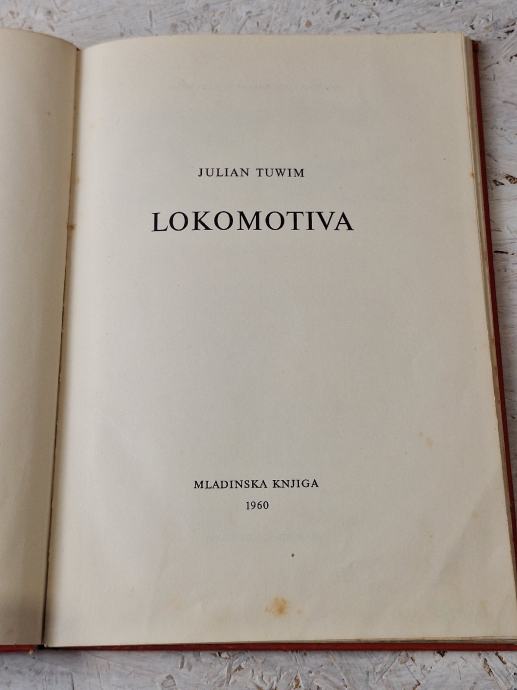 JULIAN TUWIM
LOKOMOTIVA
MLADINSKA KNJIGA
1960